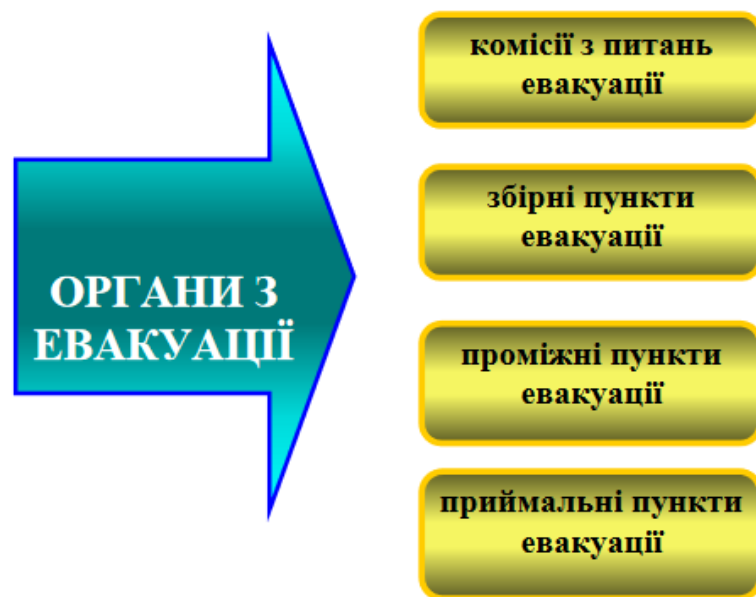 ОРГАНИ З
ЕВАКУАЦІЇ
комісії з питань
евакуації
збірні пункти
евакуації
проміжні пункти
евакуації
приймальні пункти
евакуації